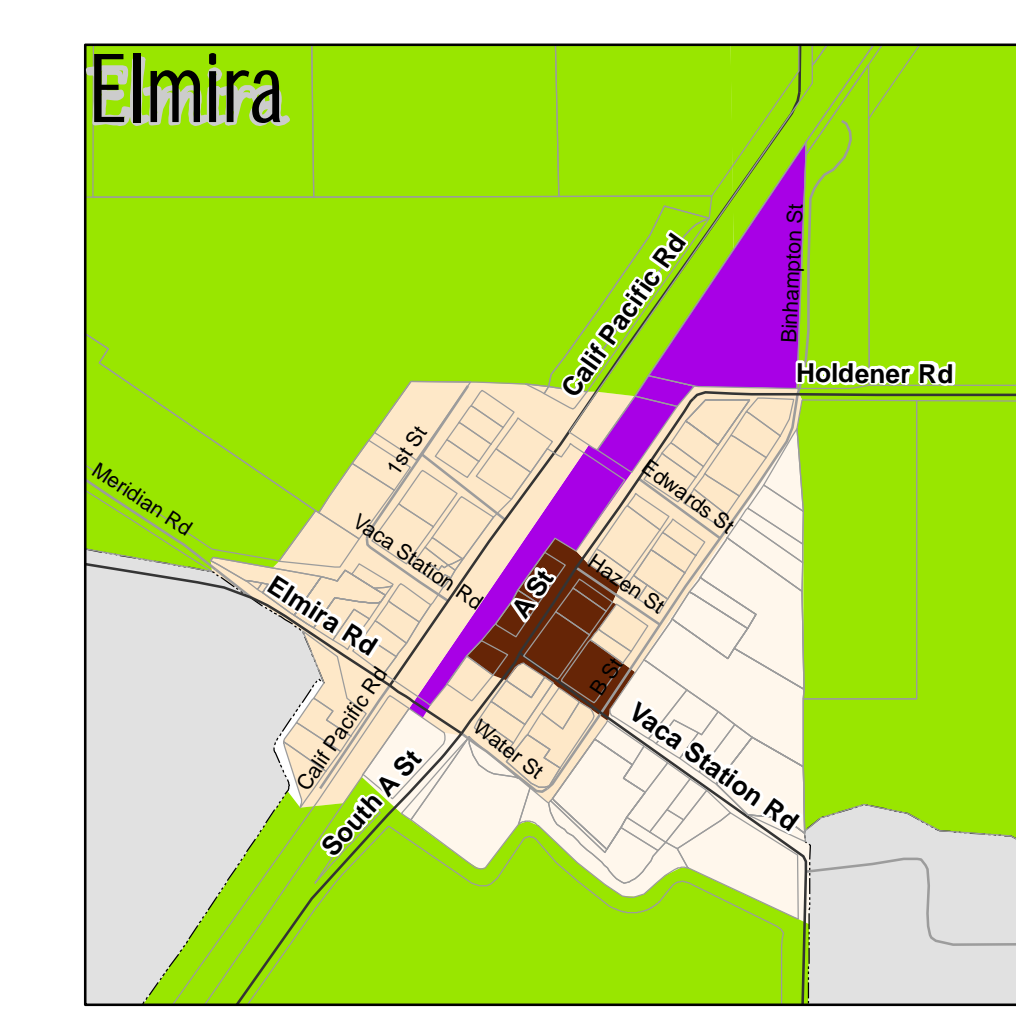 Elmira
Binhampton St
Calif Pacific Rd
Holdener Rd
1st St
Meridian Rd
Edwards St
Vaca Station Rd
Hazen St
A St
Elmira Rd
B St
Calif Pacific Rd
Water St
Vaca Station Rd
South A St